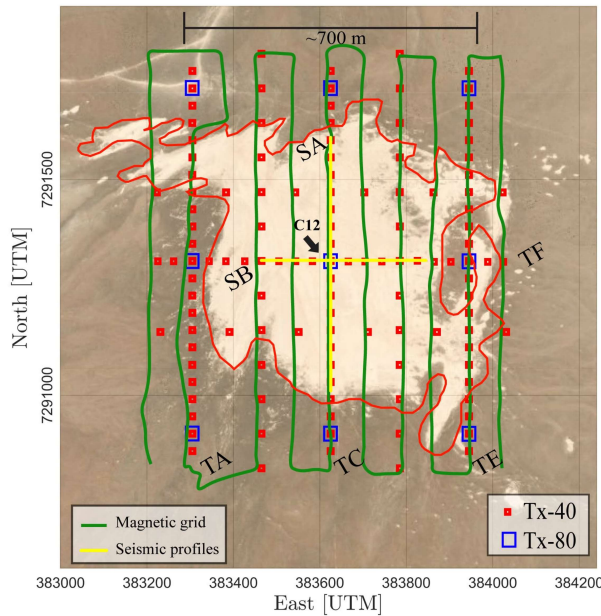 ~700 m
SA
7291500
C12
North [UTM]
SB
TF
7291000
TA
TC
TE
Magnetic grid
Seismic profiles
Tx-40
Tx-80
383000
383200
383400
383600
383800
384000
384200
East [UTM]